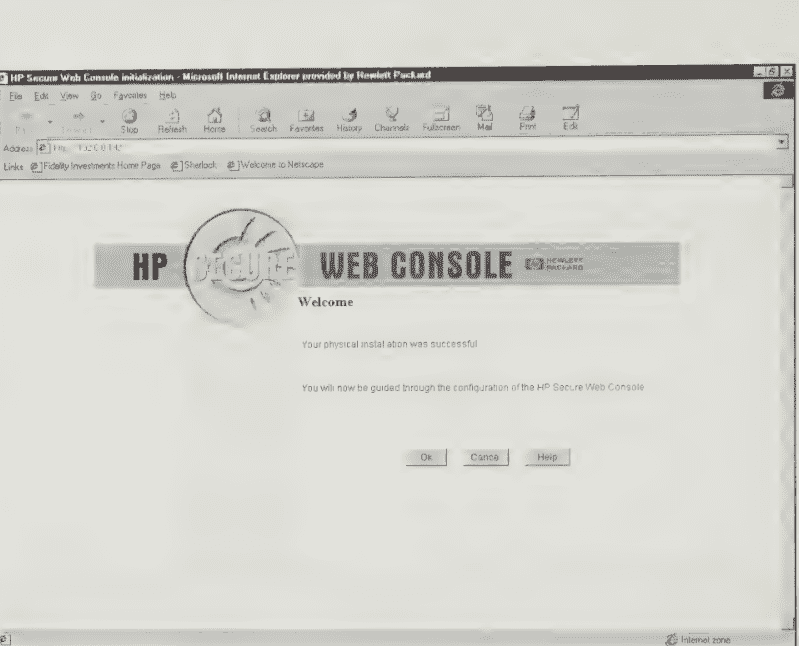 HP Secure Web Console initialization - Microsoft Internet Explorer provided by Hewlett Packard
File Edit View Go Favorites Help
Stop Refresh Home Search Favorites History Channels Fullscreen Mail Print Edit
Address
Links Fidelity Investments Home Page Sherlock Welcome to Netscape
HP SECURE WEB CONSOLE HEWLETT PACKARD
Welcome
Your physical installation was successful
You will now be guided through the configuration of the HP Secure Web Console
Ok Cancel Help
Internet zone